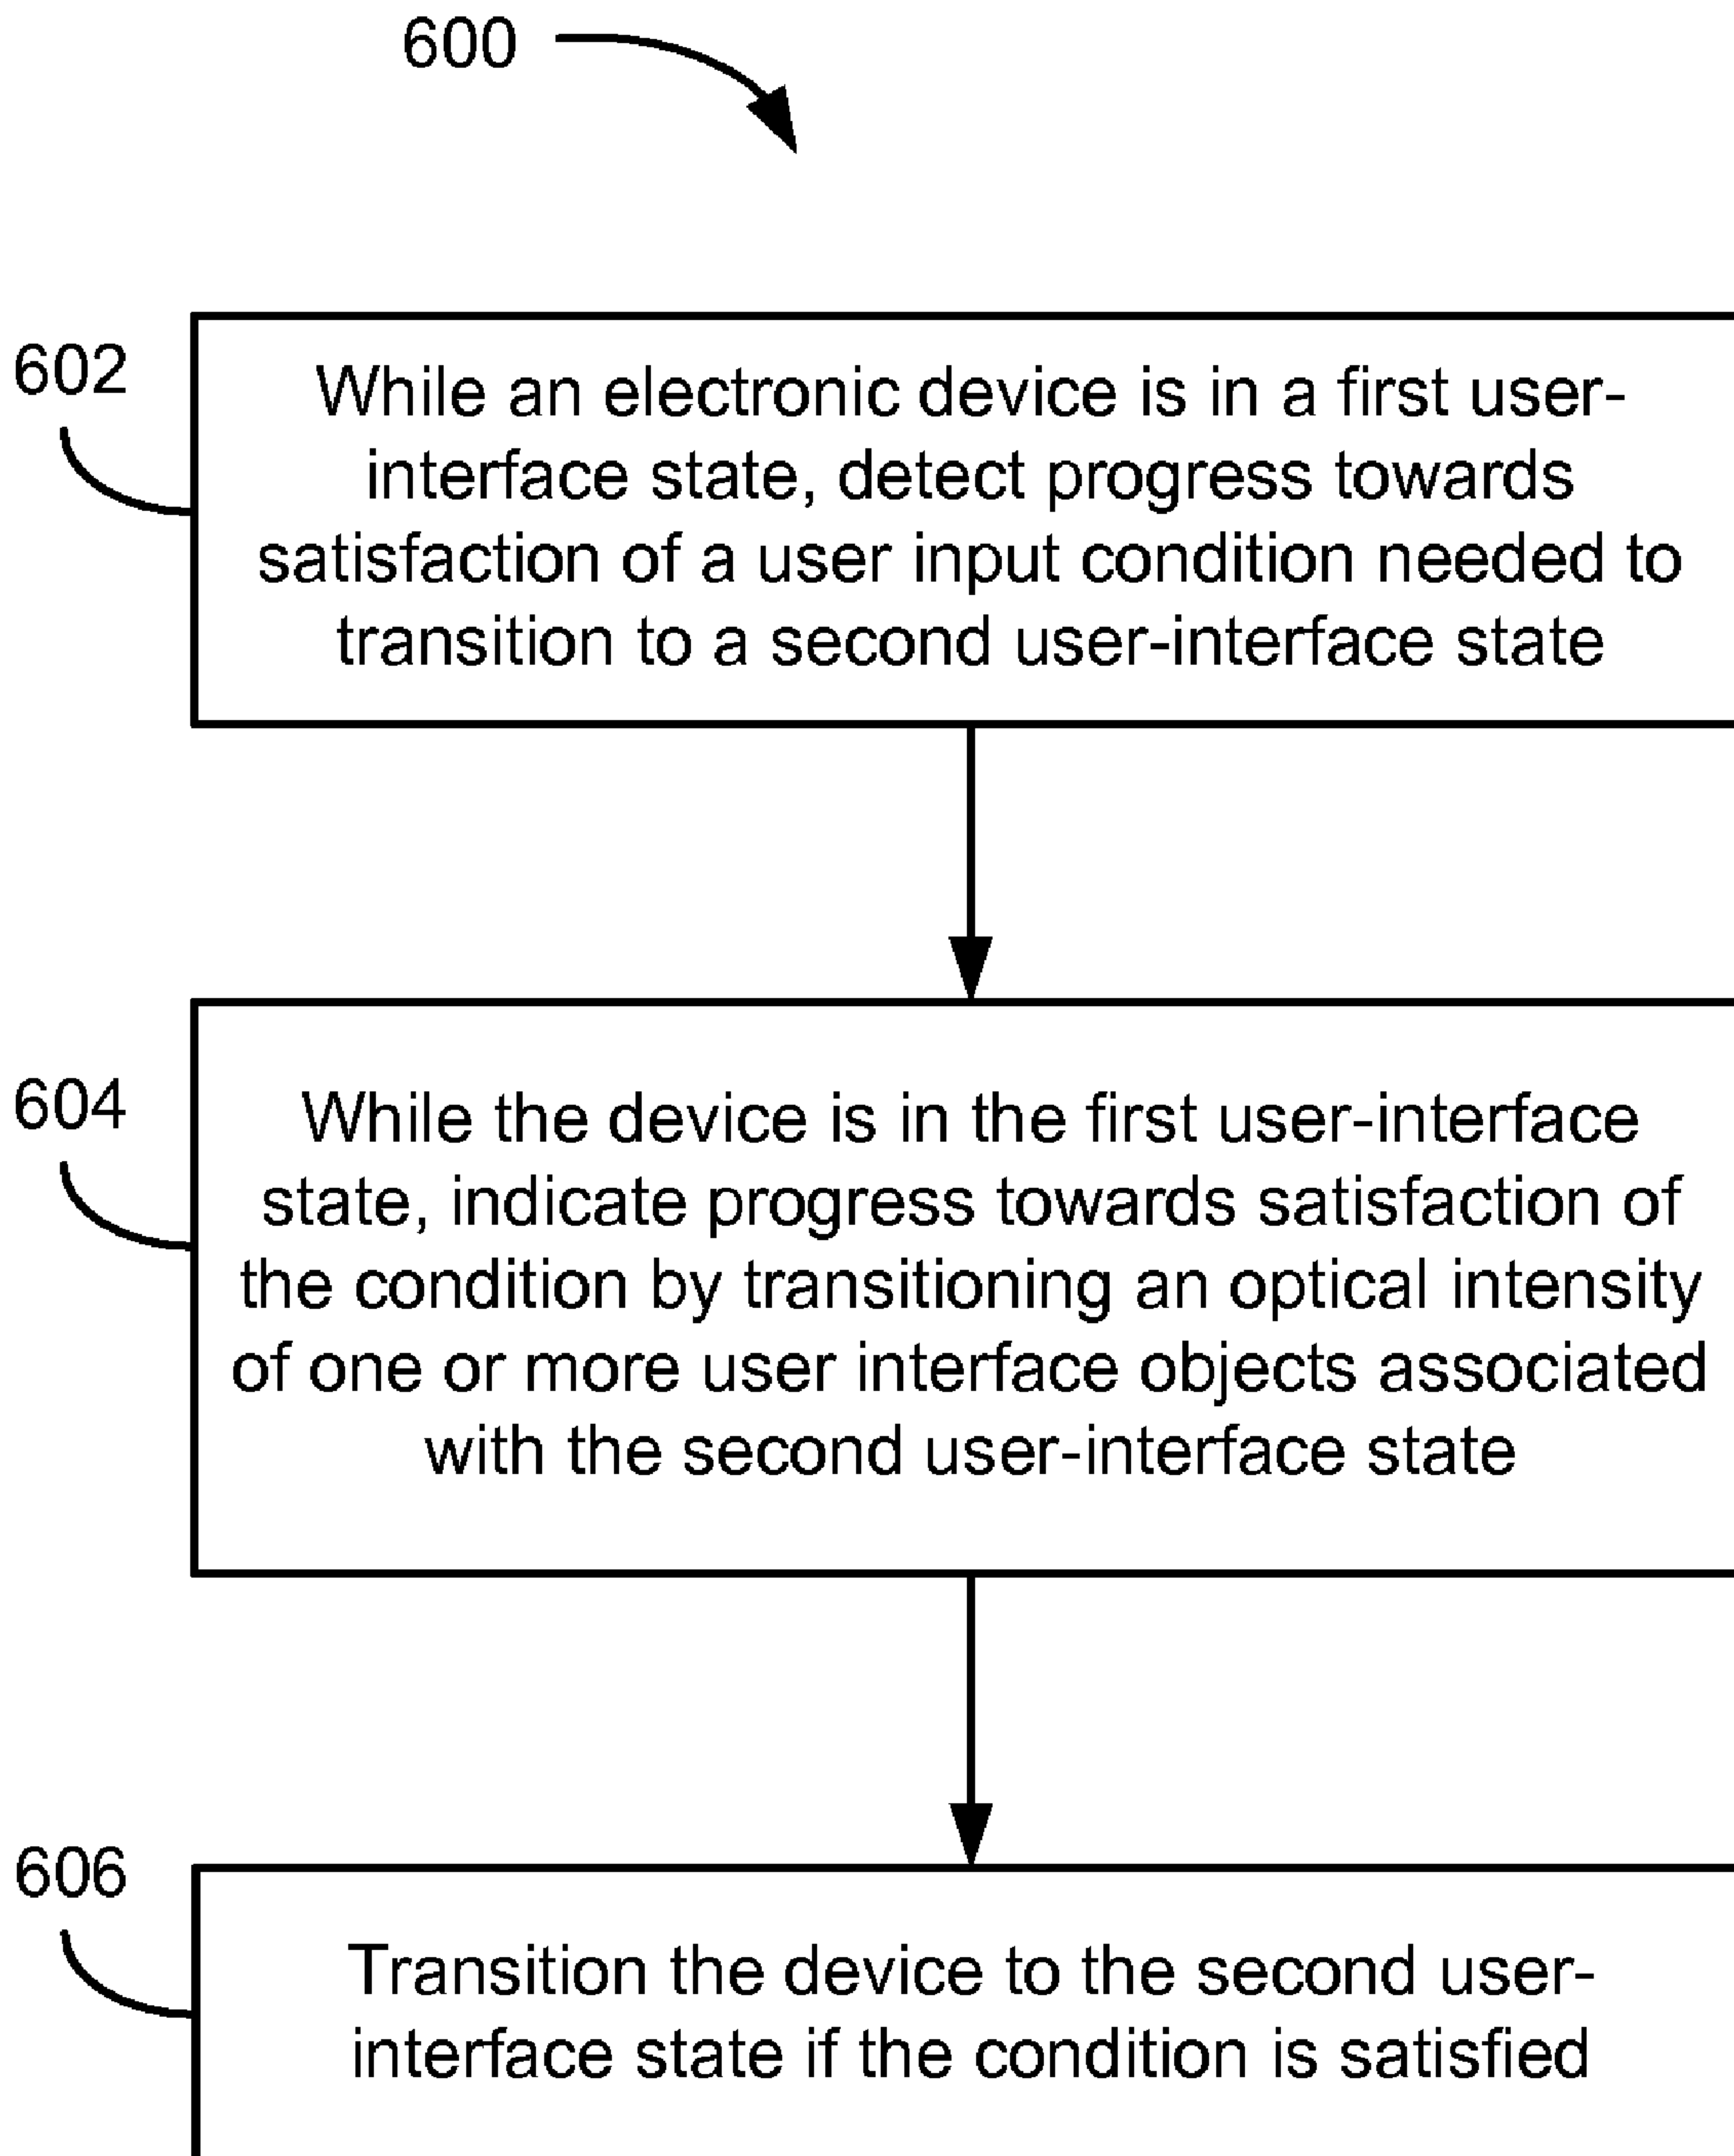 600
602
While an electronic device is in a first user-
interface state, detect progress towards
satisfaction of a user input condition needed to
transition to a second user-interface state
604
While the device is in the first user-interface
state, indicate progress towards satisfaction of
the condition by transitioning an optical intensity
of one or more user interface objects associated
with the second user-interface state
606
Transition the device to the second user-
interface state if the condition is satisfied